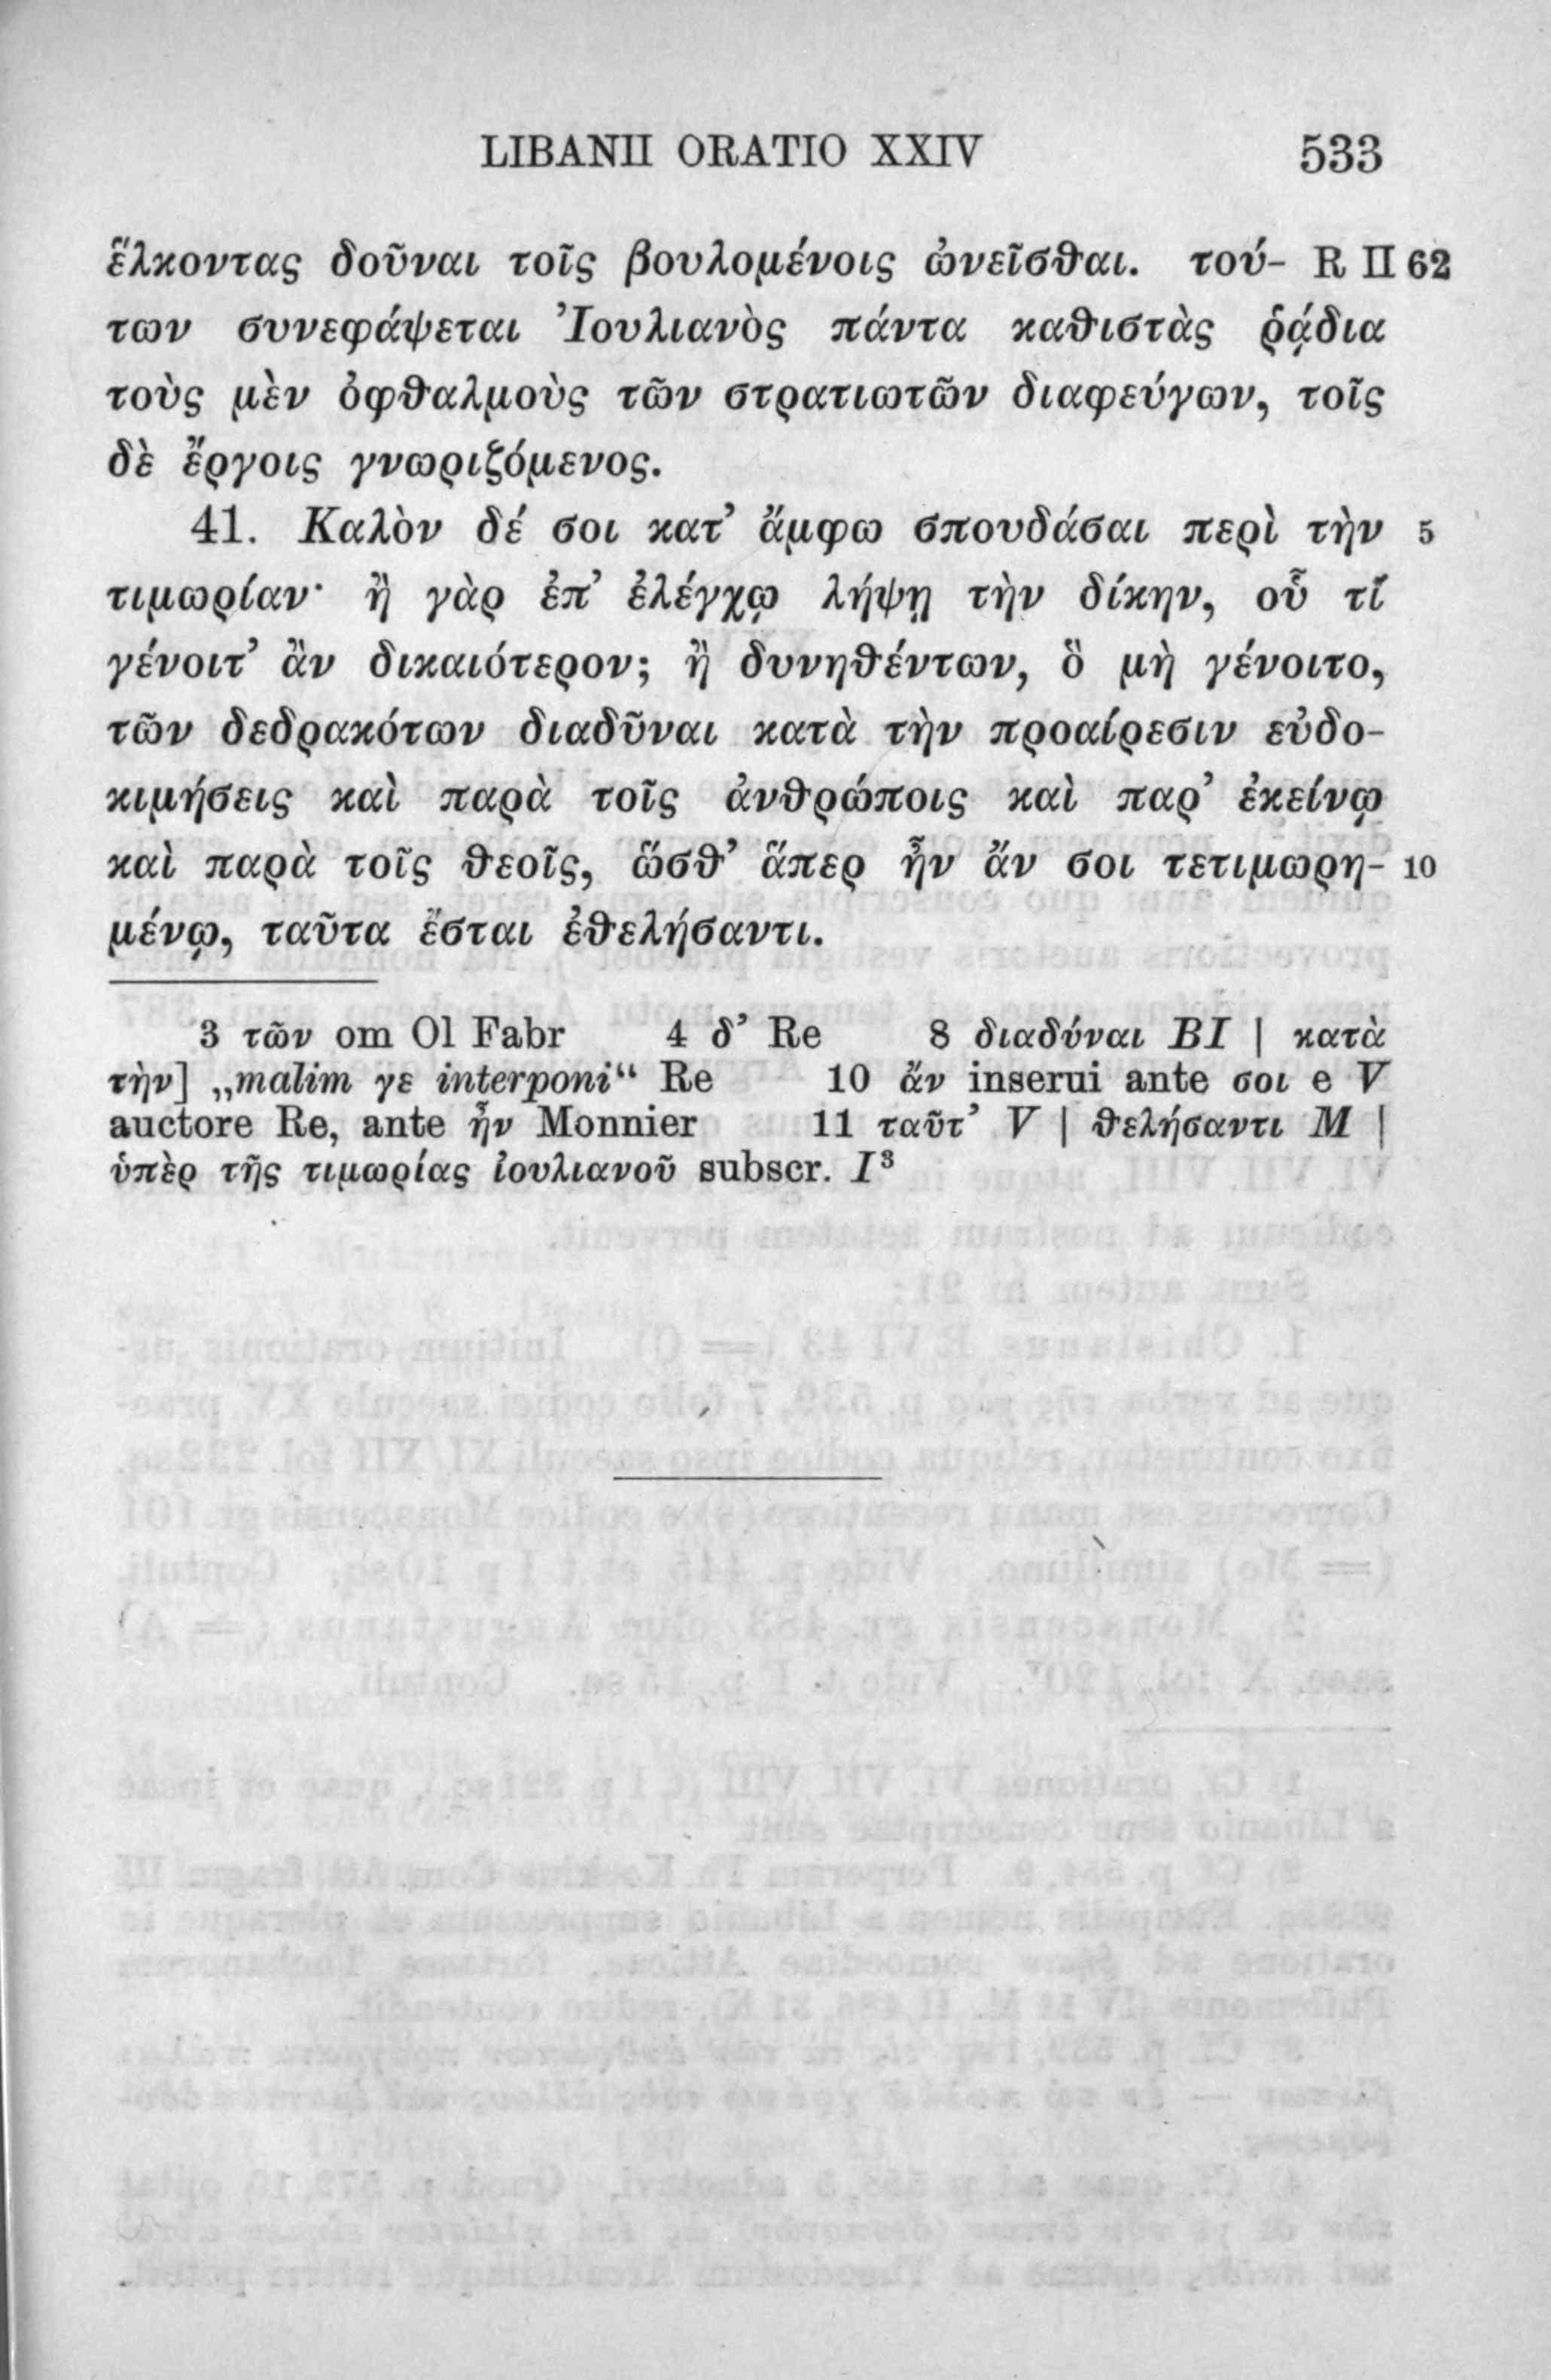 LIBANII ORATIO XXIV 533
ἕλκοντας δοῦναι τοῖς βουλομένοις ὠνεῖσθαι. τού- R II 62
των συνεφάψεται Ἰουλιανὸς πάντα καθιστὰς ῥᾴδια
τοὺς μὲν ὀφθαλμοὺς τῶν στρατιωτῶν διαφεύγων, τοῖς
δὲ ἔργοις γνωριζόμενος.
41. Καλὸν δέ σοι κατ’ ἄμφω σπουδάσαι περὶ τὴν 5
τιμωρίαν· ἢ γὰρ ἐπ’ ἐλέγχῳ λήψῃ τὴν δίκην, οὗ τί
γένοιτ’ ἂν δικαιότερον; ἢ δυνηθέντων, ὃ μὴ γένοιτο,
τῶν δεδρακότων διαδῦναι κατὰ τὴν προαίρεσιν εὐδο-
κιμήσεις καὶ παρὰ τοῖς ἀνθρώποις καὶ παρ’ ἐκείνῳ
καὶ παρὰ τοῖς θεοῖς, ὥσθ’ ἅπερ ἦν ἄν σοι τετιμωρη- 10
μένῳ, ταῦτα ἔσται ἐθελήσαντι.
3 τῶν om Ol Fabr 4 δ’ Re 8 διαδύναι BI | κατὰ
τὴν] „malim γε interponi“ Re 10 ἄν inserui ante σοι e V
auctore Re, ante ἦν Monnier 11 ταῦτ’ V | θελήσαντι M |
ὑπὲρ τῆς τιμωρίας ἰουλιανοῦ subscr. I³